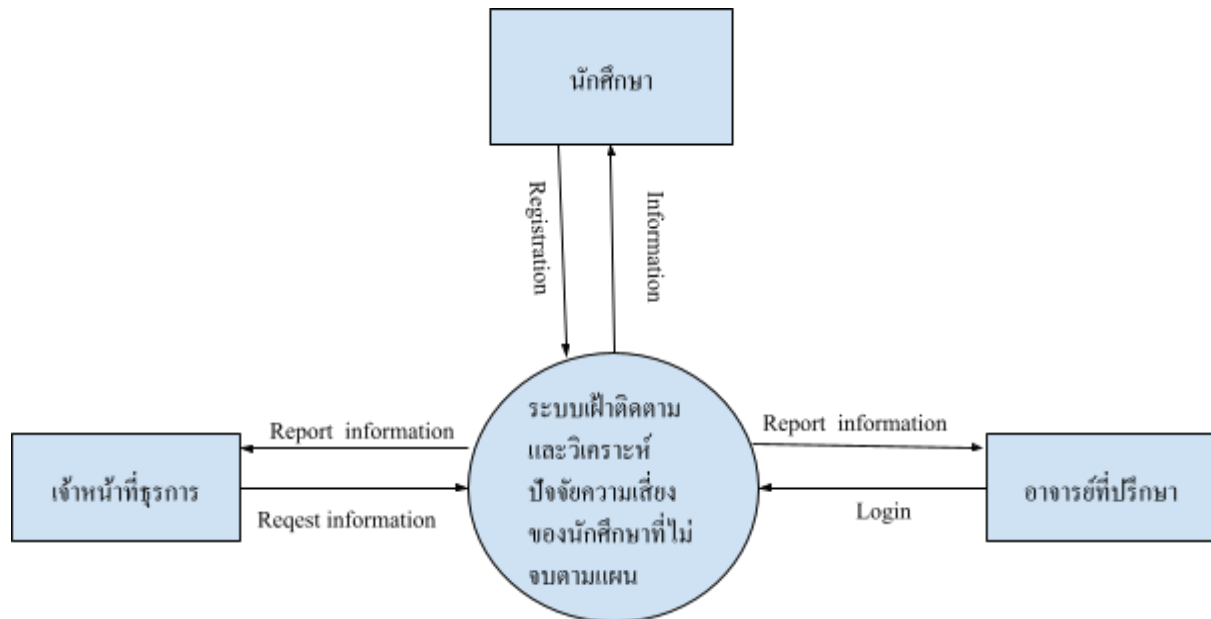 นักศึกษา
Registration
Information
ระบบเฝ้าติดตาม
และวิเคราะห์
ปัจจัยความเสี่ยง
ของนักศึกษาที่ไม่
จบตามแผน
Report information
เจ้าหน้าที่ธุรการ
Reqest information
Report information
อาจารย์ที่ปรึกษา
Login